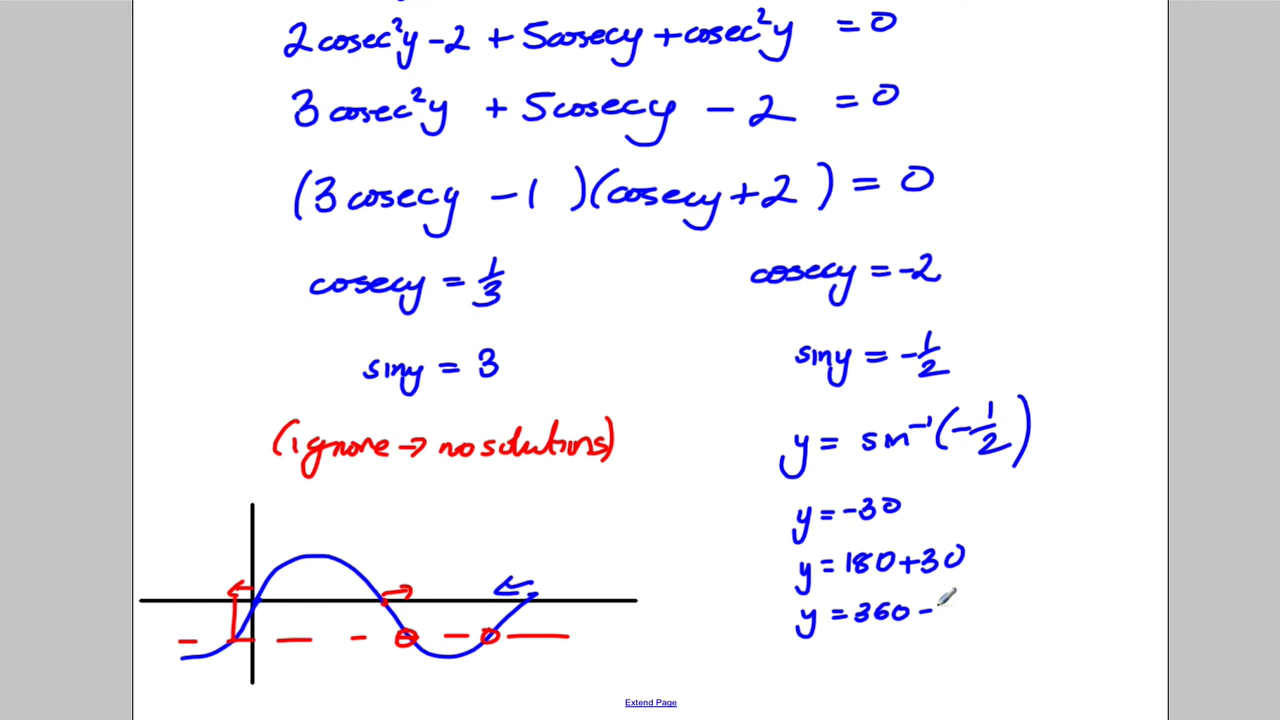 2cosec²y - 2 + 5cosecy + cosec²y = 0
3cosec²y + 5cosecy - 2 = 0
(3cosecy - 1)(cosecy + 2) = 0
cosecy = 1/3
cosecy = -2
siny = 3
siny = -1/2
(ignore → no solutions)
y = sin⁻¹(-1/2)
y = -30
y = 180 + 30
y = 360 -
Extend Page